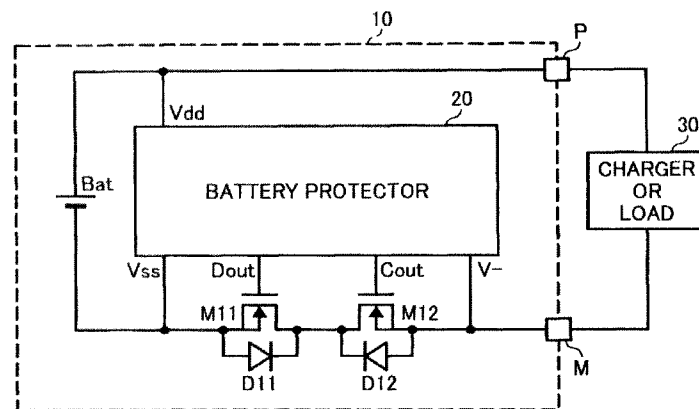 10
P
Vdd
20
30
Bat
BATTERY PROTECTOR
CHARGER
OR
LOAD
Vss
Dout
Cout
V-
M11
M12
D11
D12
M